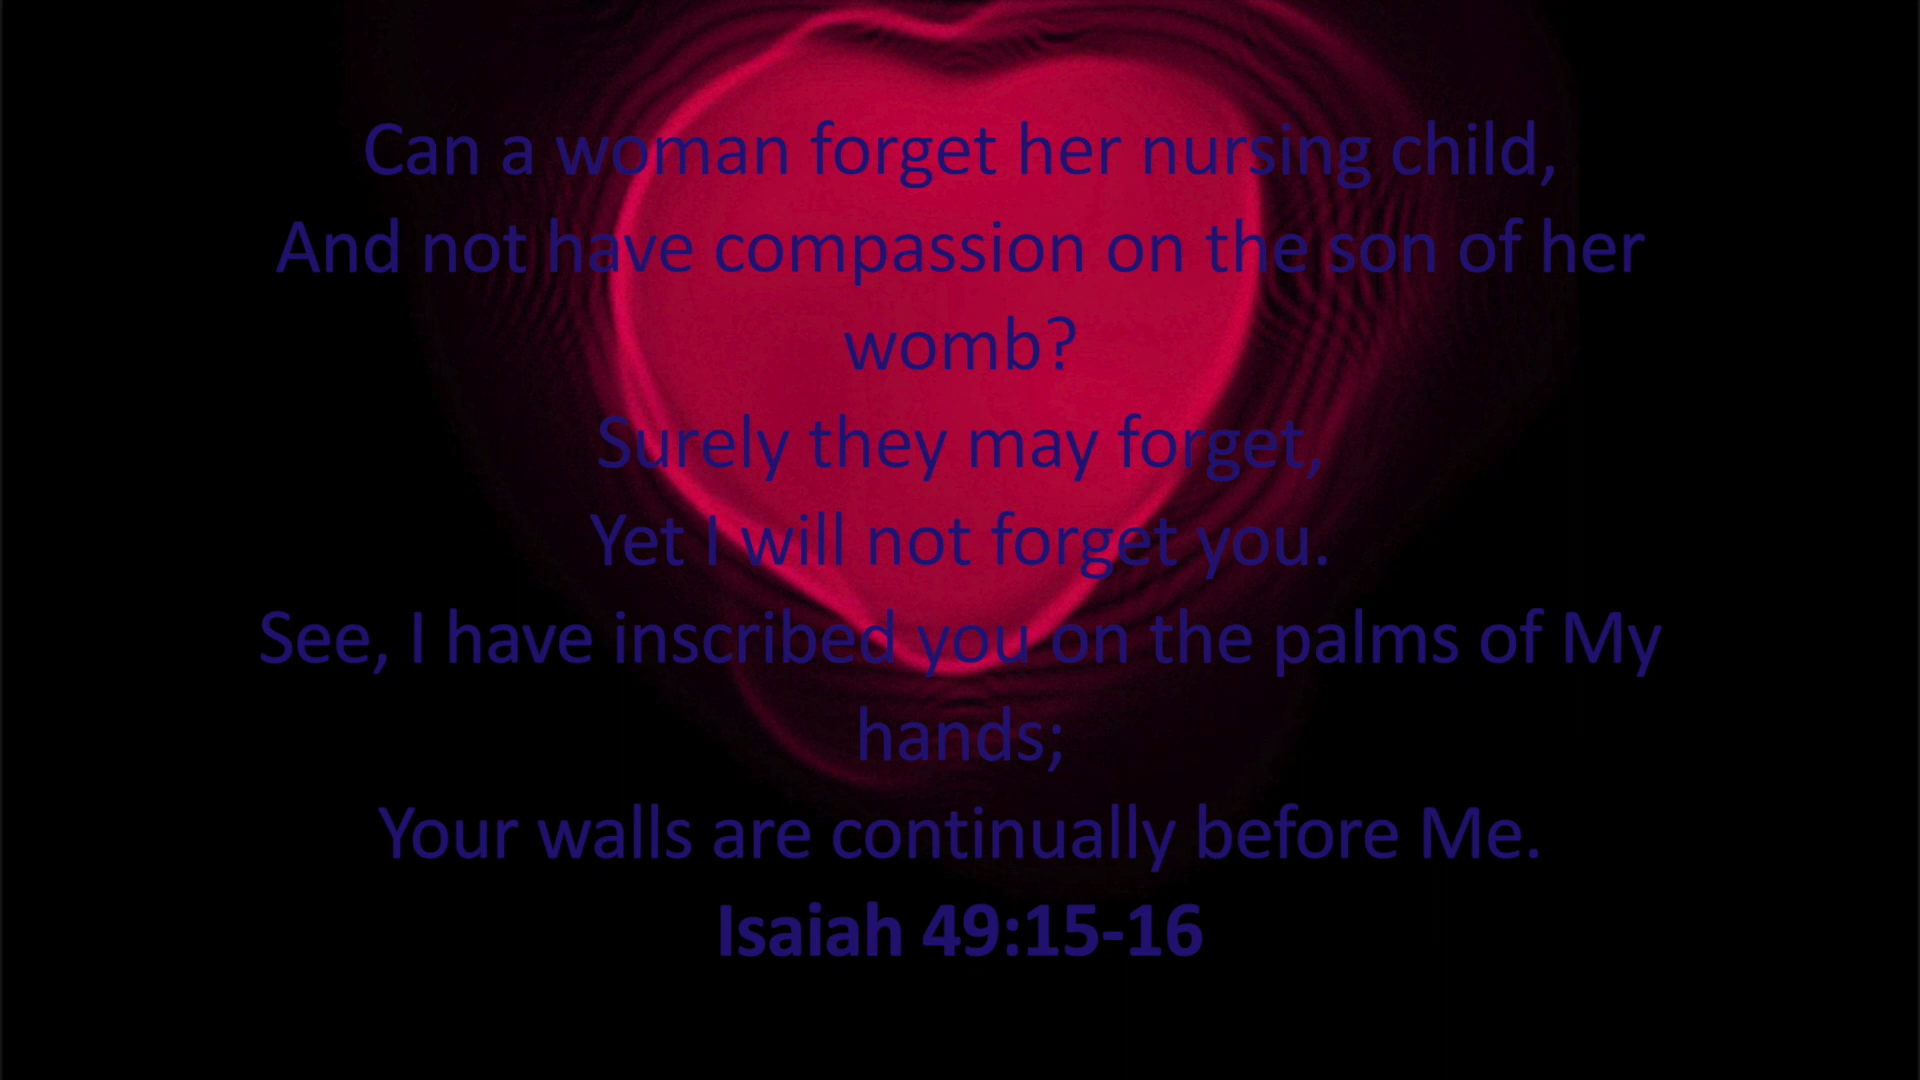 Can a woman forget her nursing child,
And not have compassion on the son of her
womb?
Surely they may forget,
Yet I will not forget you.
See, I have inscribed you on the palms of My
hands;
Your walls are continually before Me.
Isaiah 49:15-16